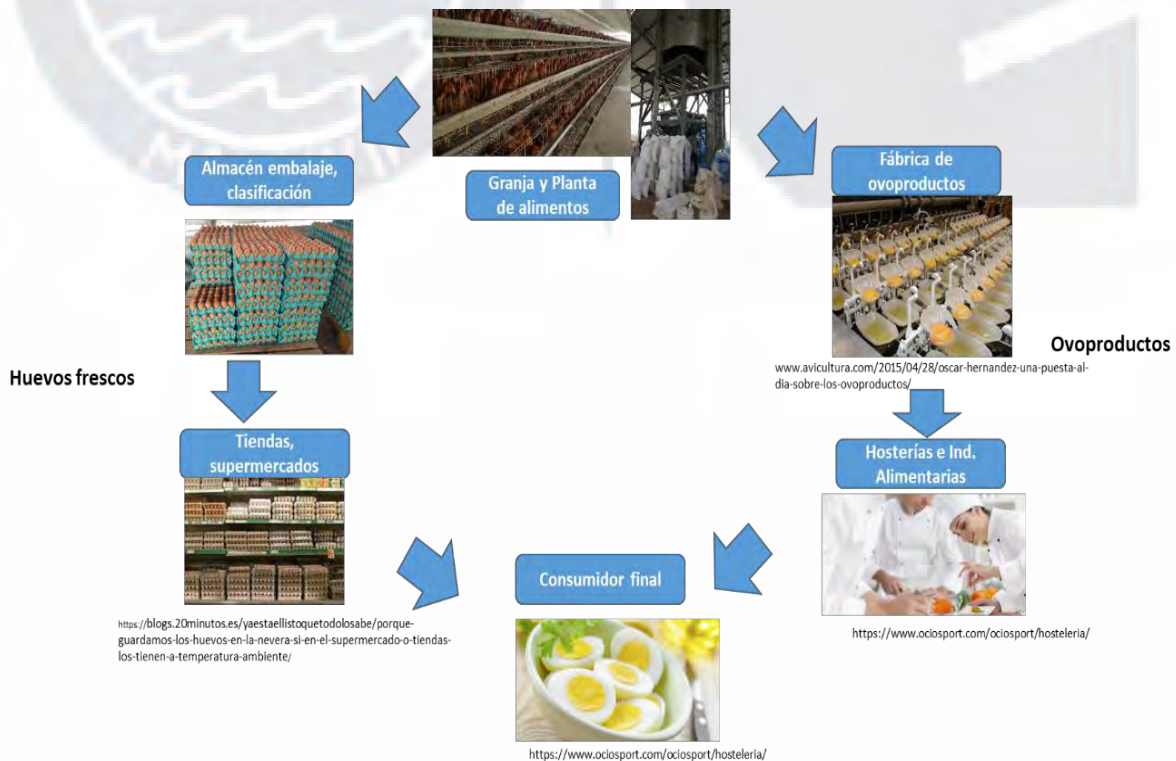 Granja y Planta
de alimentos
Almacén embalaje,
clasificación
Huevos frescos
Tiendas,
supermercados
https://blogs.20minutos.es/yaestaellistoquetodolosabe/porque-
guardamos-los-huevos-en-la-nevera-si-en-el-supermercado-o-tiendas-
los-tienen-a-temperatura-ambiente/
Fábrica de
ovoproductos
Ovoproductos
www.avicultura.com/2015/04/28/oscar-hernandez-una-puesta-al-
dia-sobre-los-ovoproductos/
Hosterías e Ind.
Alimentarias
https://www.ociosport.com/ociosport/hosteleria/
Consumidor final
https://www.ociosport.com/ociosport/hosteleria/